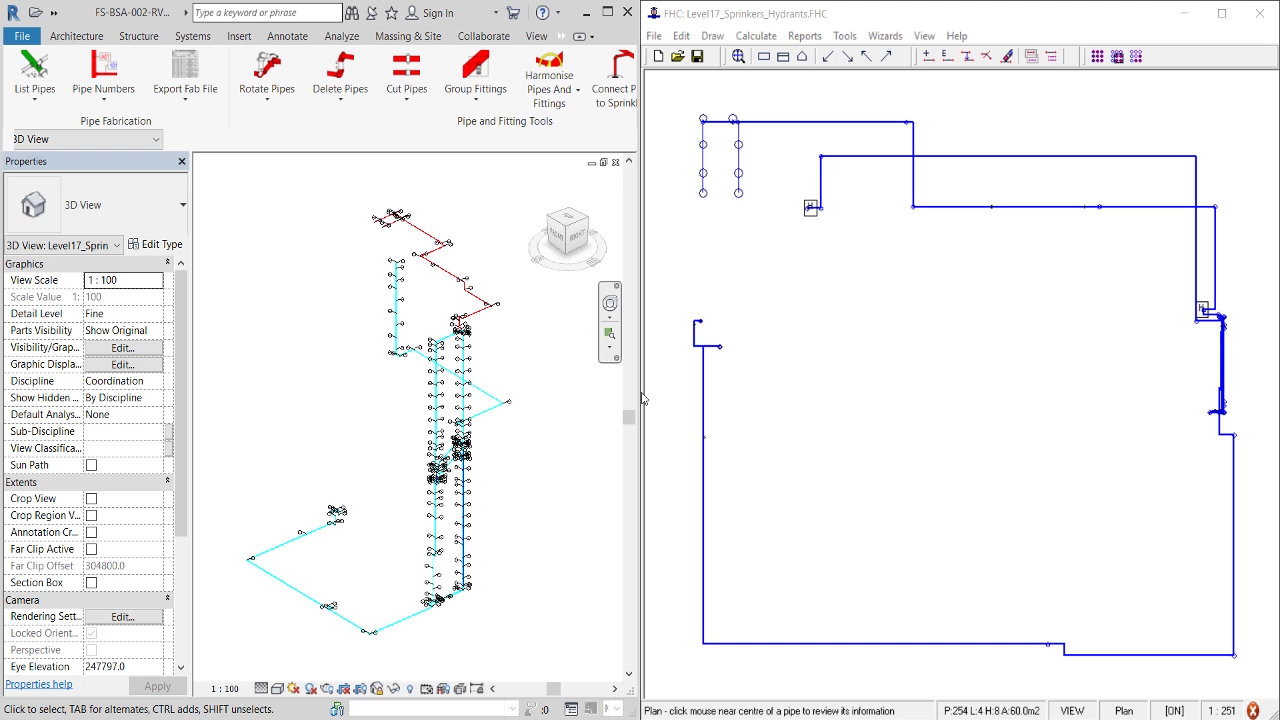 FS-BSA-002-RV...
Type a keyword or phrase
Sign In
File
Architecture
Structure
Systems
Insert
Annotate
Analyze
Massing & Site
Collaborate
View
List Pipes
Pipe Numbers
Export Fab File
Rotate Pipes
Delete Pipes
Cut Pipes
Group Fittings
Harmonise
Pipes And
Fittings
Connect P
to Sprinkl
Pipe Fabrication
Pipe and Fitting Tools
3D View
Properties
3D View
3D View: Level17_Sprin
Edit Type
Graphics
View Scale 1 : 100
Scale Value 1: 100
Detail Level Fine
Parts Visibility Show Original
Visibility/Grap... Edit...
Graphic Displa... Edit...
Discipline Coordination
Show Hidden ... By Discipline
Default Analys... None
Sub-Discipline
View Classifica...
Sun Path
Extents
Crop View
Crop Region V...
Annotation Cr...
Far Clip Active
Far Clip Offset 304800.0
Section Box
Camera
Rendering Sett... Edit...
Locked Orient...
Perspective
Eye Elevation 247797.0
Properties help
Apply
RIGHT
1 : 100
Click to select, TAB for alternates, CTRL adds, SHIFT unselects.
:0
FHC: Level17_Sprinkers_Hydrants.FHC
File Edit Draw Calculate Reports Tools Wizards View Help
H
H
Plan - click mouse near centre of a pipe to review its information
P:254 L:4 H:8 A:60.0m2
VIEW
Plan
[ON]
1 : 251